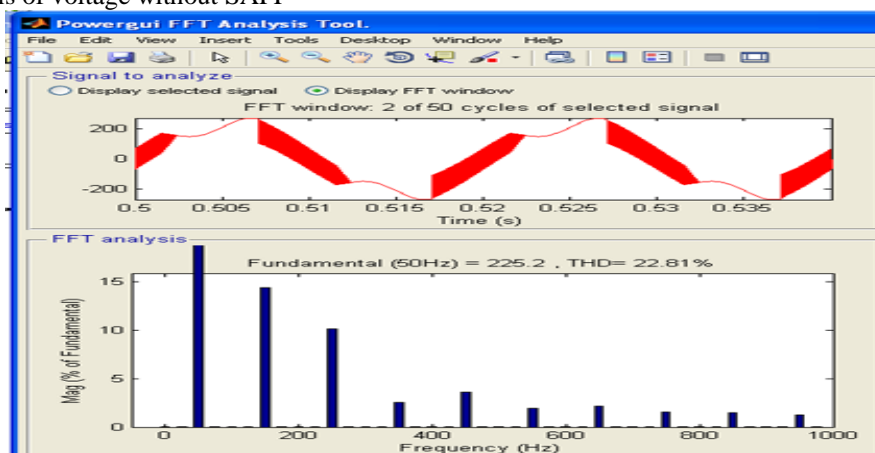 of voltage without SAPF
Powergui FFT Analysis Tool.
File Edit View Insert Tools Desktop Window Help
Signal to analyze
Display selected signal Display FFT window
FFT window: 2 of 50 cycles of selected signal
200
0
-200
0.5 0.505 0.51 0.515 0.52 0.525 0.53 0.535
Time (s)
FFT analysis
Fundamental (50Hz) = 225.2 , THD= 22.81%
15
10
5
0
Mag (% of Fundamental)
0 200 400 600 800 1000
Frequency (Hz)